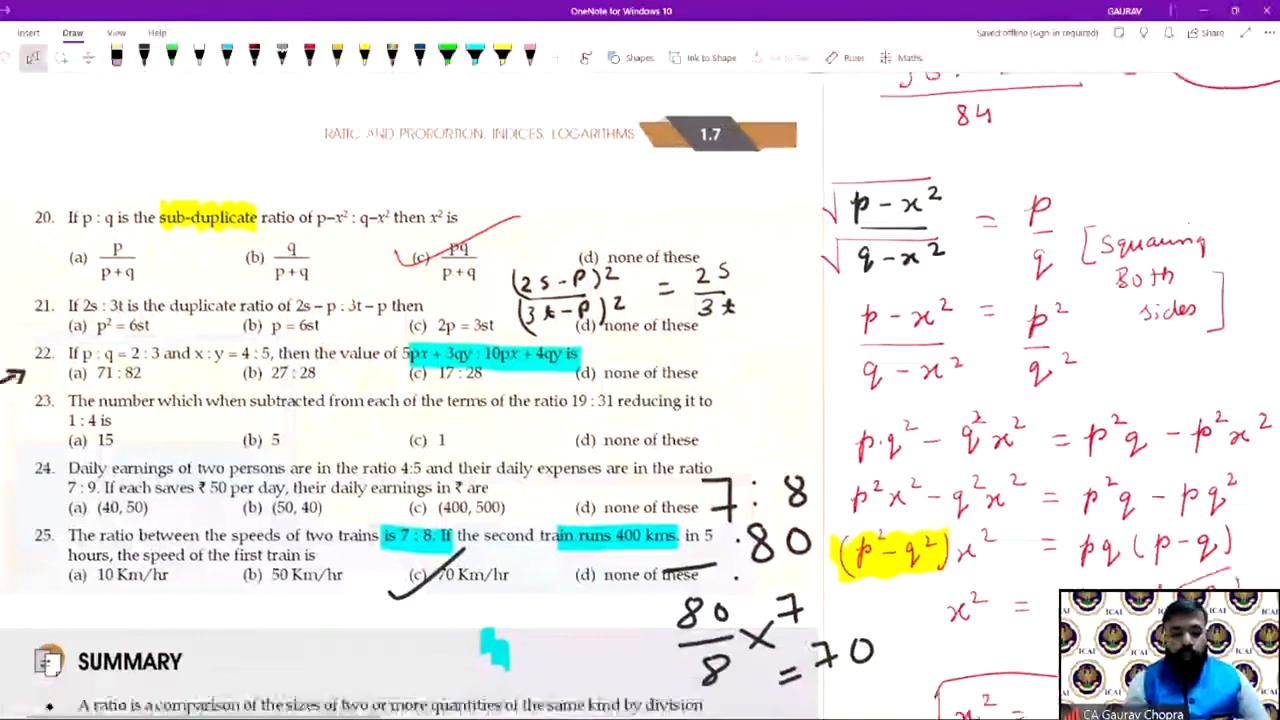 OneNote for Windows 10
GAURAV
Insert Draw View Help
Saved offline (sign in required) Share
Shapes Ink to Shape Ink to Text Ruler Maths
RATIO AND PROPORTION, INDICES, LOGARITHMS 1.7
84
20. If p : q is the sub-duplicate ratio of p–x² : q–x² then x² is
(a) p/p+q (b) q/p+q (c) pq/p+q (d) none of these
(2s-P)²/(3t-P)² = 2s/3t
21. If 2s : 3t is the duplicate ratio of 2s – p : 3t – p then
(a) p² = 6st (b) p = 6st (c) 2p = 3st (d) none of these
22. If p : q = 2 : 3 and x : y = 4 : 5, then the value of 5px + 3qy : 10px + 4qy is
(a) 71 : 82 (b) 27 : 28 (c) 17 : 28 (d) none of these
23. The number which when subtracted from each of the terms of the ratio 19 : 31 reducing it to
1 : 4 is
(a) 15 (b) 5 (c) 1 (d) none of these
24. Daily earnings of two persons are in the ratio 4:5 and their daily expenses are in the ratio
7 : 9. If each saves ₹ 50 per day, their daily earnings in ₹ are
(a) (40, 50) (b) (50, 40) (c) (400, 500) (d) none of these
25. The ratio between the speeds of two trains is 7 : 8. If the second train runs 400 kms. in 5
hours, the speed of the first train is
(a) 10 Km/hr (b) 50 Km/hr (c) 70 Km/hr (d) none of these
7 : 8
80
80/8 × 7
= 70
SUMMARY
• A ratio is a comparison of the sizes of two or more quantities of the same kind by division
√p-x²/√q-x² = p/q [Squaring
Both
sides]
p-x²/q-x² = p²/q²
p.q² - q²x² = p²q - p²x²
p²x² - q²x² = p²q - pq²
(p²-q²)x² = pq(p-q)
x² =
x² =
ICAI
ICAI
CA Gaurav Chopra